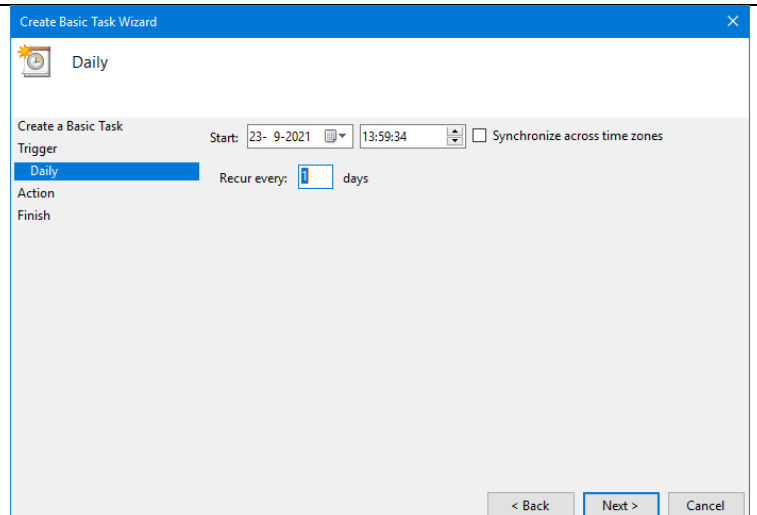 Create Basic Task Wizard
Daily
Create a Basic Task
Trigger
Daily
Action
Finish
Start: 23- 9-2021 13:59:34 Synchronize across time zones
Recur every: 1 days
< Back Next > Cancel